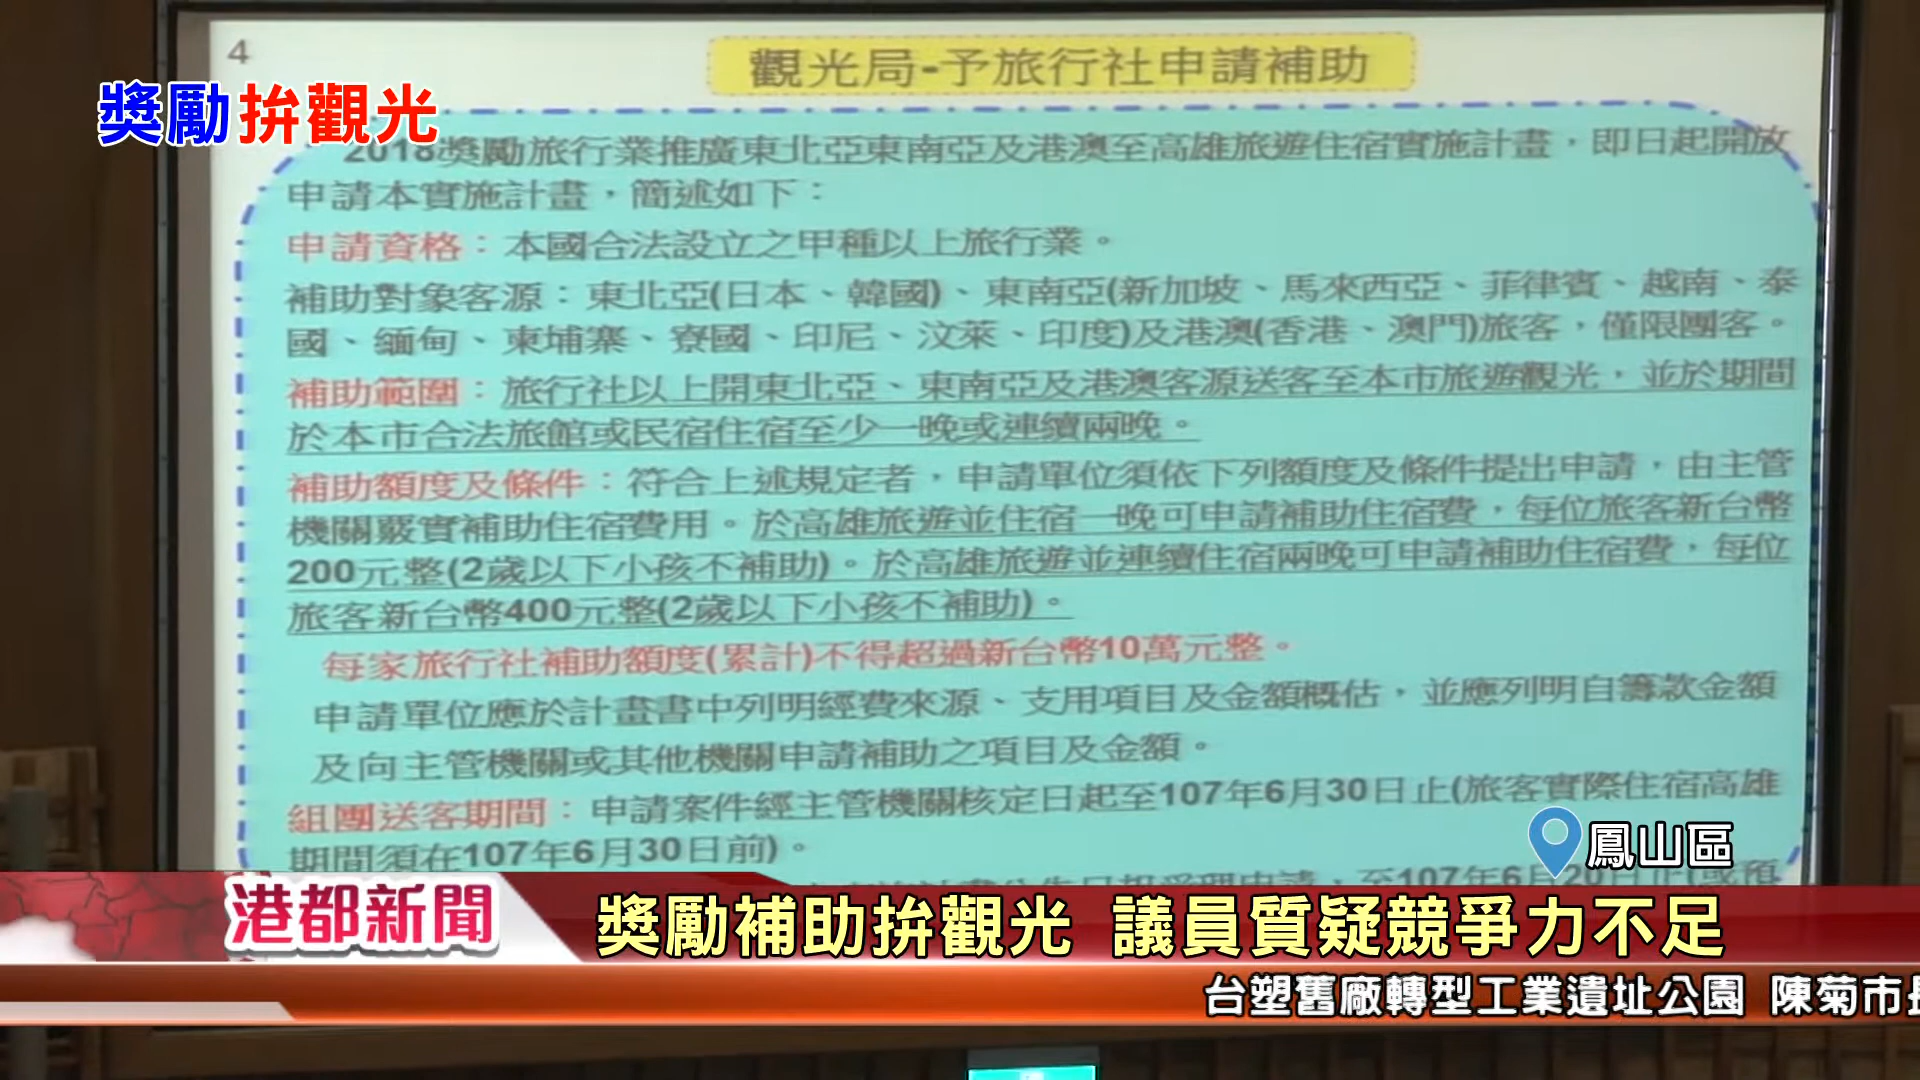 4
觀光局-予旅行社申請補助
獎勵拚觀光
2018獎勵旅行業推廣東北亞東南亞及港澳至高雄旅遊住宿實施計畫，即日起開放
申請本實施計畫，簡述如下：
申請資格：本國合法設立之甲種以上旅行業。
補助對象客源：東北亞(日本、韓國)、東南亞(新加坡、馬來西亞、菲律賓、越南、泰
國、緬甸、柬埔寨、寮國、印尼、汶萊、印度)及港澳(香港、澳門)旅客，僅限團客。
補助範圍：旅行社以上開東北亞、東南亞及港澳客源送客至本市旅遊觀光，並於期間
於本市合法旅館或民宿住宿至少一晚或連續兩晚。
補助額度及條件：符合上述規定者，申請單位須依下列額度及條件提出申請，由主管
機關覈實補助住宿費用。於高雄旅遊並住宿一晚可申請補助住宿費，每位旅客新台幣
200元整(2歲以下小孩不補助)。於高雄旅遊並連續住宿兩晚可申請補助住宿費，每位
旅客新台幣400元整(2歲以下小孩不補助)。
每家旅行社補助額度(累計)不得超過新台幣10萬元整。
申請單位應於計畫書中列明經費來源、支用項目及金額概估，並應列明自籌款金額
及向主管機關或其他機關申請補助之項目及金額。
組團送客期間：申請案件經主管機關核定日起至107年6月30日止(旅客實際住宿高雄
期間須在107年6月30日前)。
至107年6月20日止(或預
鳳山區
港都新聞
獎勵補助拚觀光 議員質疑競爭力不足
台塑舊廠轉型工業遺址公園 陳菊市長